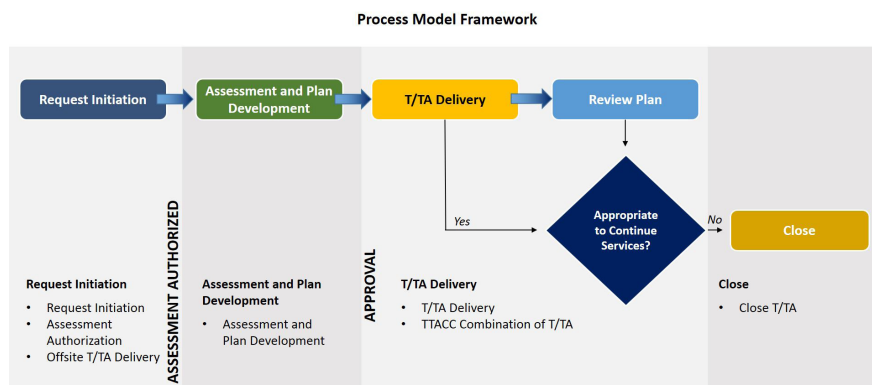 Process Model Framework
Request Initiation
Assessment and Plan
Development
T/TA Delivery
Review Plan
Appropriate
to Continue
Services?
Yes
No
Close
ASSESSMENT AUTHORIZED
APPROVAL
Request Initiation
• Request Initiation
• Assessment
Authorization
• Offsite T/TA Delivery
Assessment and Plan
Development
• Assessment and
Plan Development
T/TA Delivery
• T/TA Delivery
• TTACC Combination of T/TA
Close
• Close T/TA